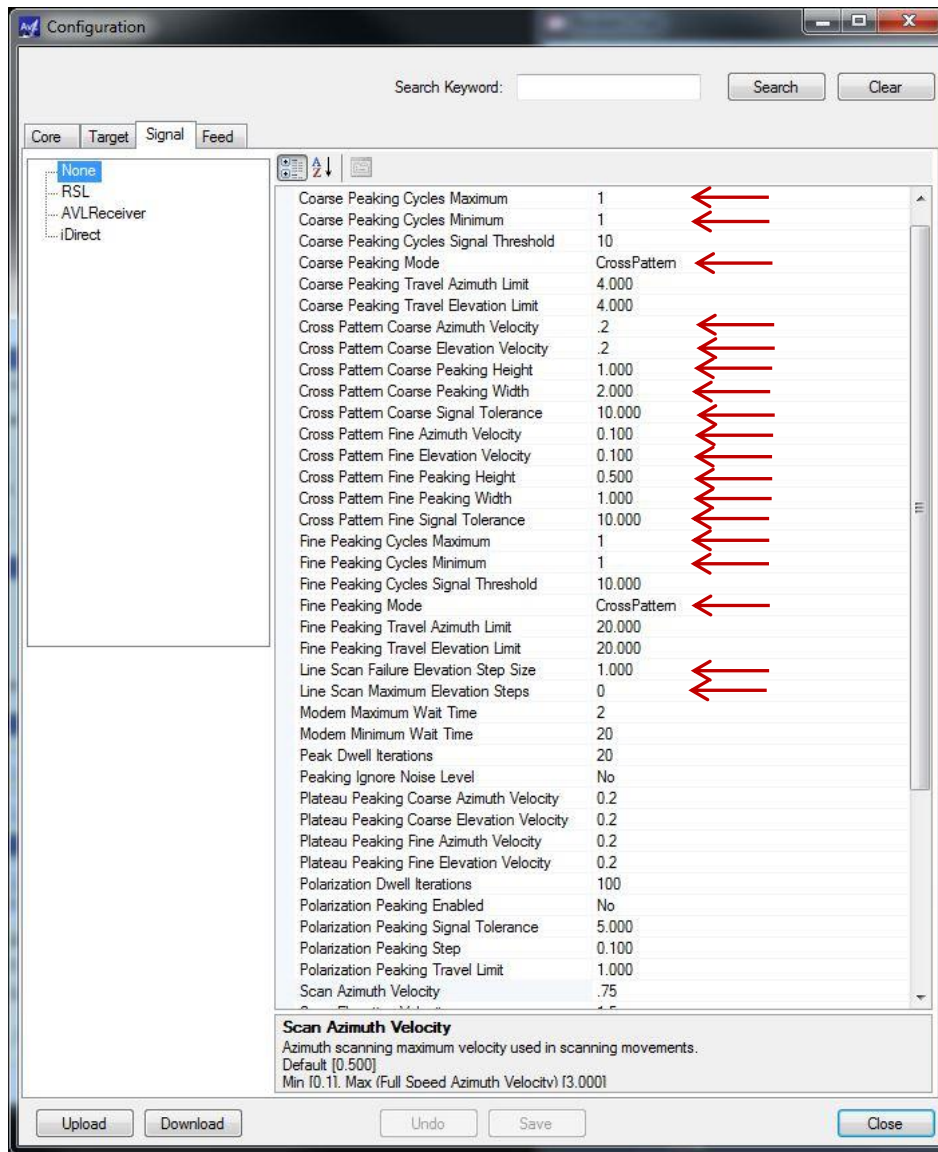 AvL Configuration
Search Keyword: Search Clear
Core Target Signal Feed
None
RSL
AVLReceiver
iDirect
Coarse Peaking Cycles Maximum 1
Coarse Peaking Cycles Minimum 1
Coarse Peaking Cycles Signal Threshold 10
Coarse Peaking Mode CrossPattern
Coarse Peaking Travel Azimuth Limit 4.000
Coarse Peaking Travel Elevation Limit 4.000
Cross Pattern Coarse Azimuth Velocity .2
Cross Pattern Coarse Elevation Velocity .2
Cross Pattern Coarse Peaking Height 1.000
Cross Pattern Coarse Peaking Width 2.000
Cross Pattern Coarse Signal Tolerance 10.000
Cross Pattern Fine Azimuth Velocity 0.100
Cross Pattern Fine Elevation Velocity 0.100
Cross Pattern Fine Peaking Height 0.500
Cross Pattern Fine Peaking Width 1.000
Cross Pattern Fine Signal Tolerance 10.000
Fine Peaking Cycles Maximum 1
Fine Peaking Cycles Minimum 1
Fine Peaking Cycles Signal Threshold 10.000
Fine Peaking Mode CrossPattern
Fine Peaking Travel Azimuth Limit 20.000
Fine Peaking Travel Elevation Limit 20.000
Line Scan Failure Elevation Step Size 1.000
Line Scan Maximum Elevation Steps 0
Modem Maximum Wait Time 2
Modem Minimum Wait Time 20
Peak Dwell Iterations 20
Peaking Ignore Noise Level No
Plateau Peaking Coarse Azimuth Velocity 0.2
Plateau Peaking Coarse Elevation Velocity 0.2
Plateau Peaking Fine Azimuth Velocity 0.2
Plateau Peaking Fine Elevation Velocity 0.2
Polarization Dwell Iterations 100
Polarization Peaking Enabled No
Polarization Peaking Signal Tolerance 5.000
Polarization Peaking Step 0.100
Polarization Peaking Travel Limit 1.000
Scan Azimuth Velocity .75
Scan Azimuth Velocity
Azimuth scanning maximum velocity used in scanning movements.
Default [0.500]
Min [0.1], Max (Full Speed Azimuth Velocity) [3.000]
Upload Download Undo Save Close